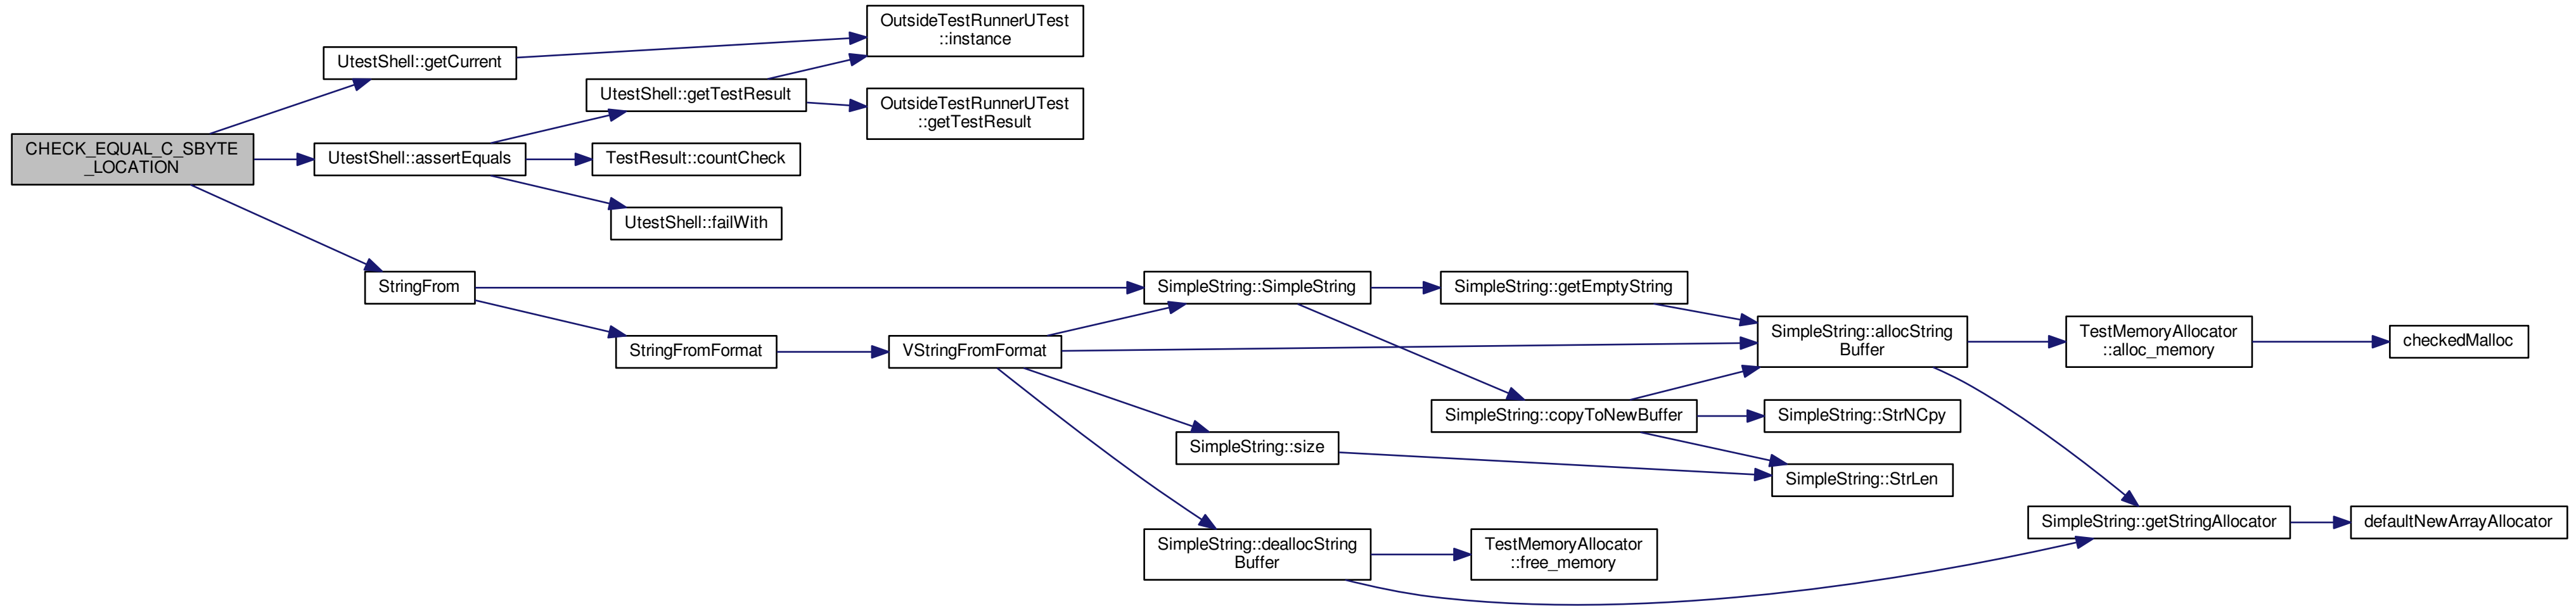 CHECK_EQUAL_C_SBYTE
_LOCATION
UtestShell::getCurrent
OutsideTestRunnerUTest
::instance
UtestShell::assertEquals
UtestShell::getTestResult
OutsideTestRunnerUTest
::getTestResult
TestResult::countCheck
UtestShell::failWith
StringFrom
SimpleString::SimpleString
SimpleString::getEmptyString
StringFromFormat
VStringFromFormat
SimpleString::allocString
Buffer
TestMemoryAllocator
::alloc_memory
checkedMalloc
SimpleString::copyToNewBuffer
SimpleString::StrNCpy
SimpleString::size
SimpleString::StrLen
SimpleString::deallocString
Buffer
TestMemoryAllocator
::free_memory
SimpleString::getStringAllocator
defaultNewArrayAllocator